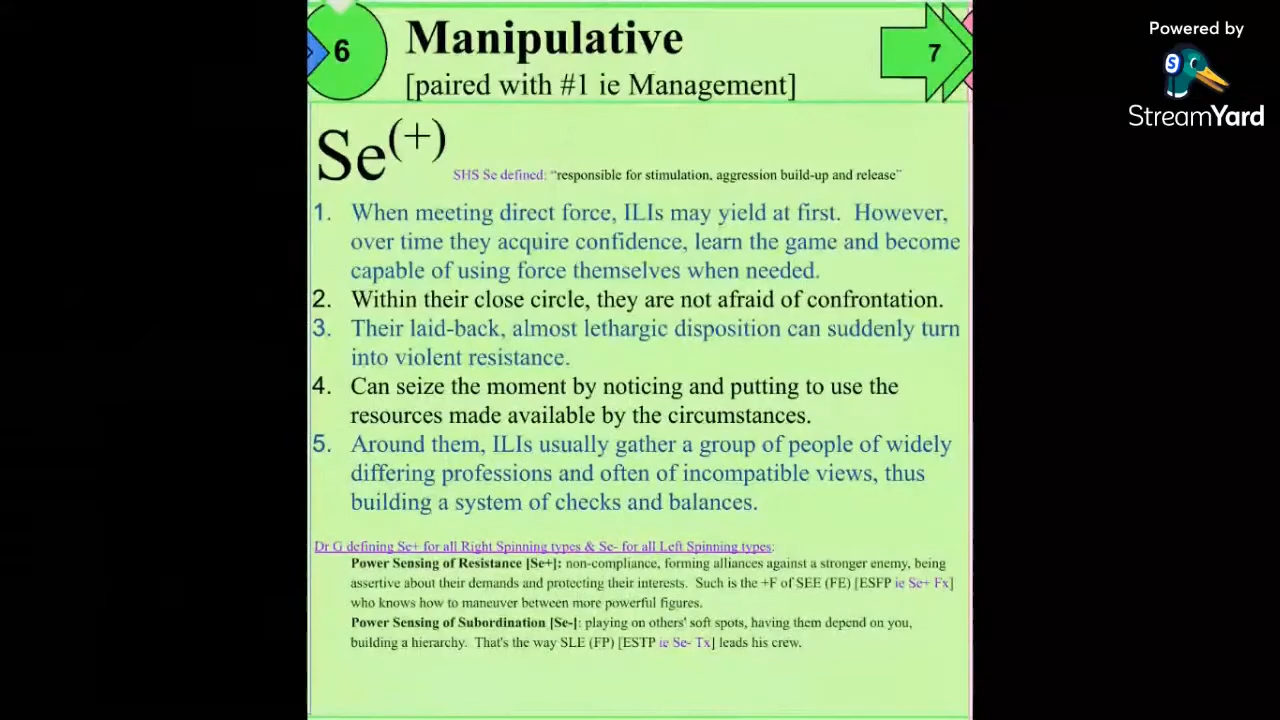 6
Manipulative
7
[paired with #1 ie Management]
Powered by
StreamYard
Se(+)
SHS Se defined: “responsible for stimulation, aggression build-up and release”
1. When meeting direct force, ILIs may yield at first. However,
over time they acquire confidence, learn the game and become
capable of using force themselves when needed.
2. Within their close circle, they are not afraid of confrontation.
3. Their laid-back, almost lethargic disposition can suddenly turn
into violent resistance.
4. Can seize the moment by noticing and putting to use the
resources made available by the circumstances.
5. Around them, ILIs usually gather a group of people of widely
differing professions and often of incompatible views, thus
building a system of checks and balances.
Dr G defining Se+ for all Right Spinning types & Se- for all Left Spinning types:
Power Sensing of Resistance [Se+]: non-compliance, forming alliances against a stronger enemy, being
assertive about their demands and protecting their interests. Such is the +F of SEE (FE) [ESFP ie Se+ Fx]
who knows how to maneuver between more powerful figures.
Power Sensing of Subordination [Se-]: playing on others' soft spots, having them depend on you,
building a hierarchy. That's the way SLE (FP) [ESTP ie Se- Tx] leads his crew.